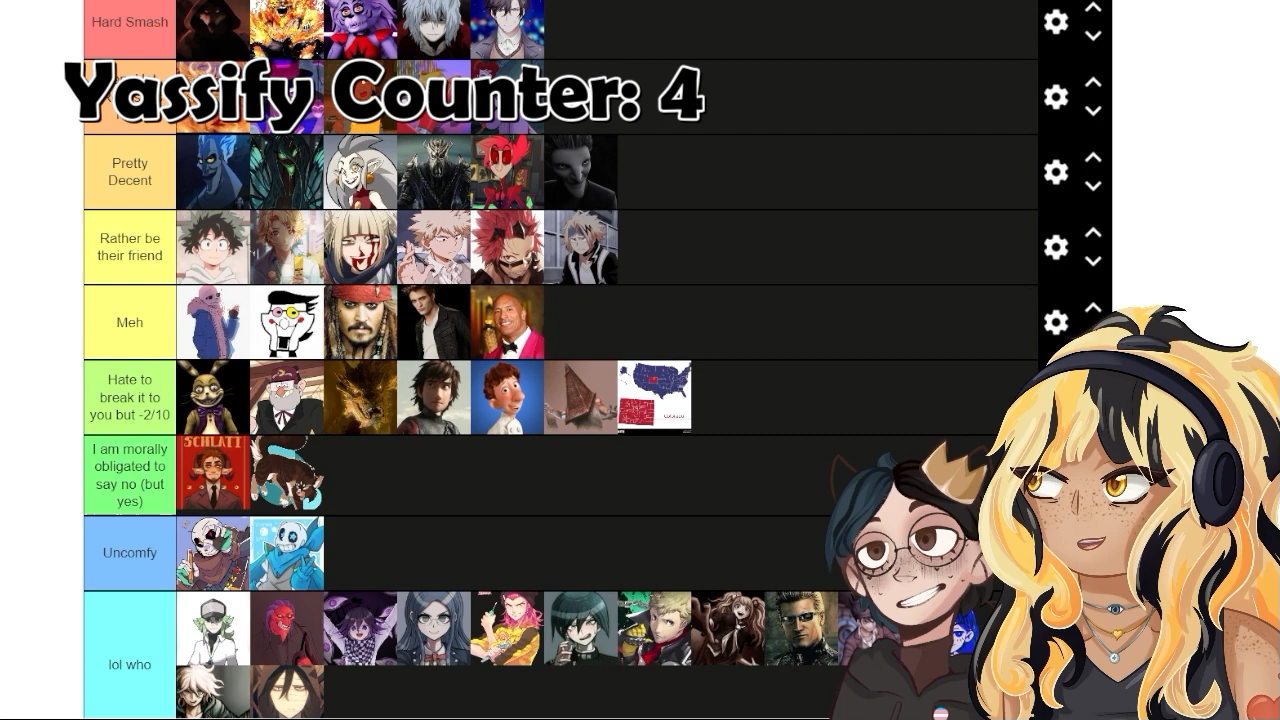 Hard Smash
Yassify Counter: 4
Pretty
Decent
Rather be
their friend
Meh
Hate to
break it to
you but -2/10
COLORADO
I am morally
obligated to
say no (but
yes)
SCHLATT
Uncomfy
lol who